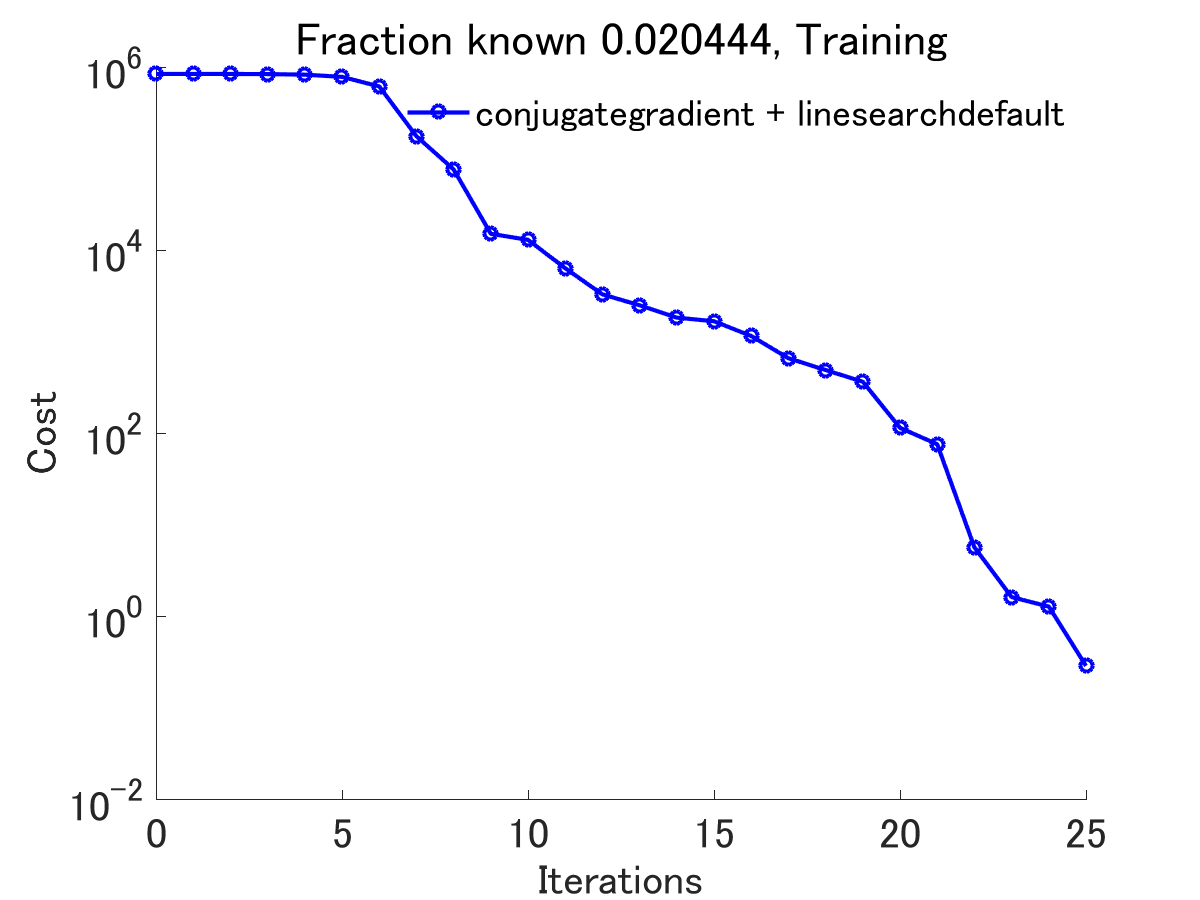 Fraction known 0.020444, Training
conjugategradient + linesearchdefault
10^6
10^4
10^2
10^0
10^-2
Cost
0 5 10 15 20 25
Iterations